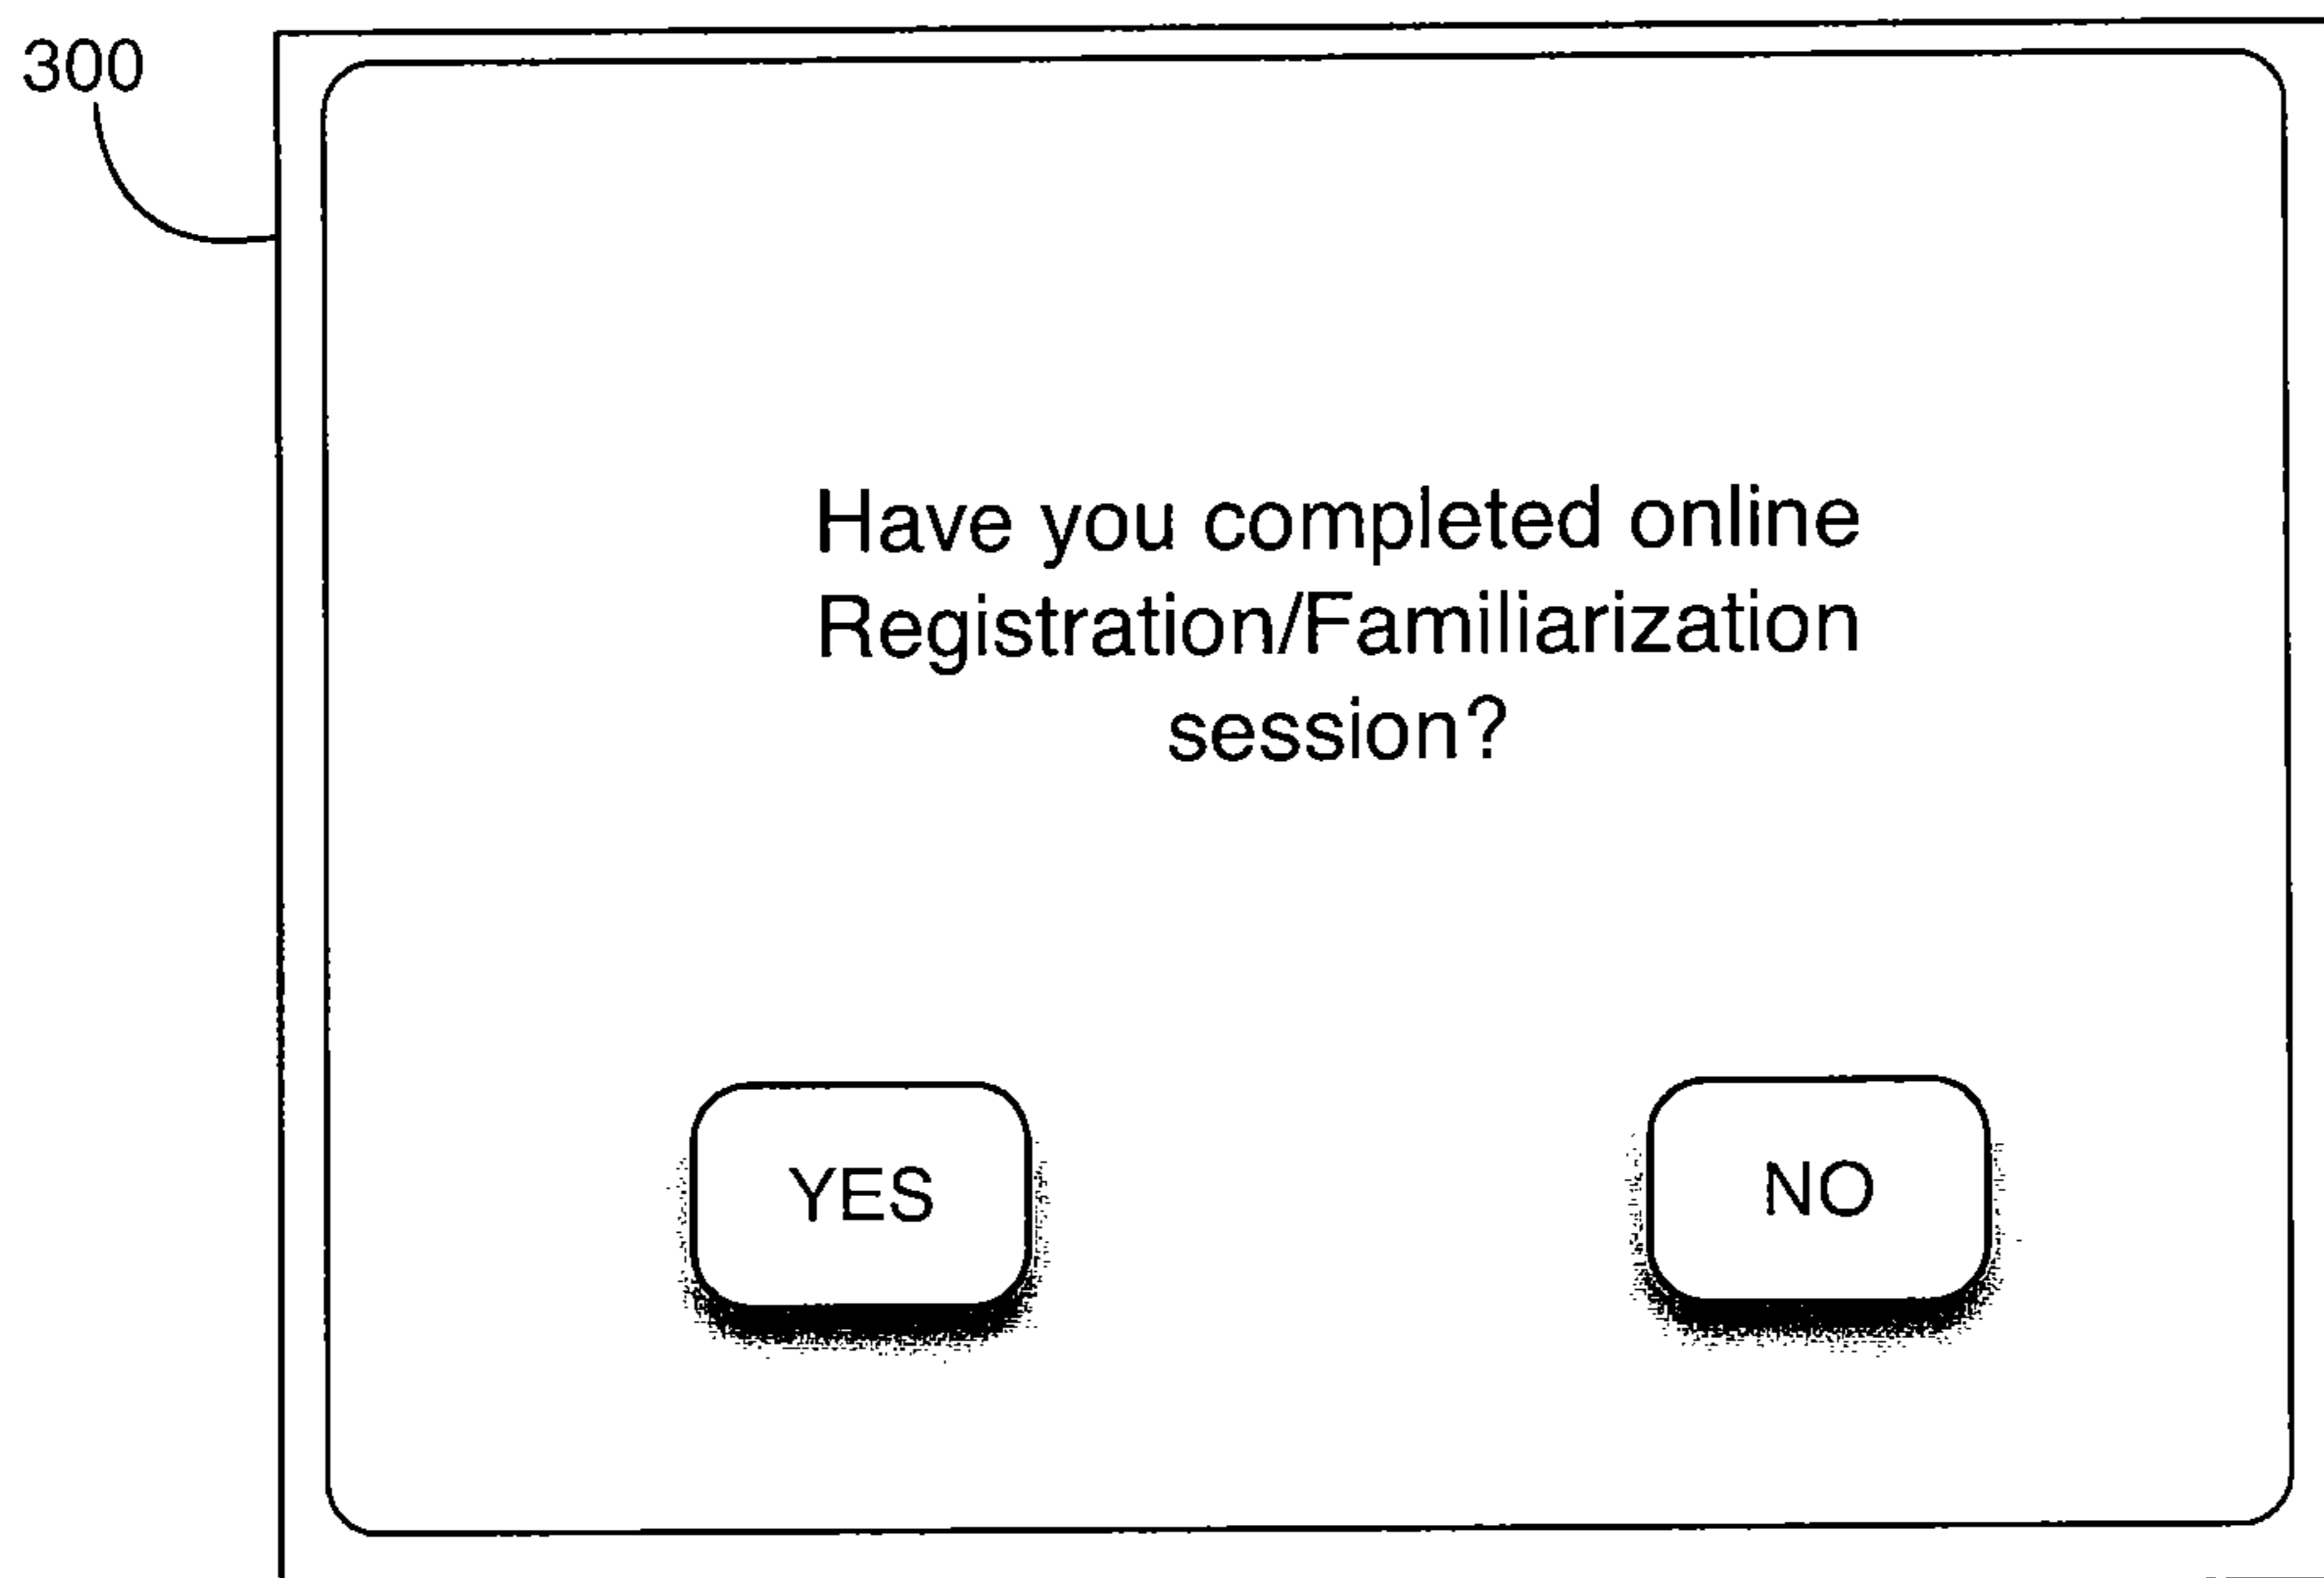 300
Have you completed online
Registration/Familiarization
session?
YES
NO